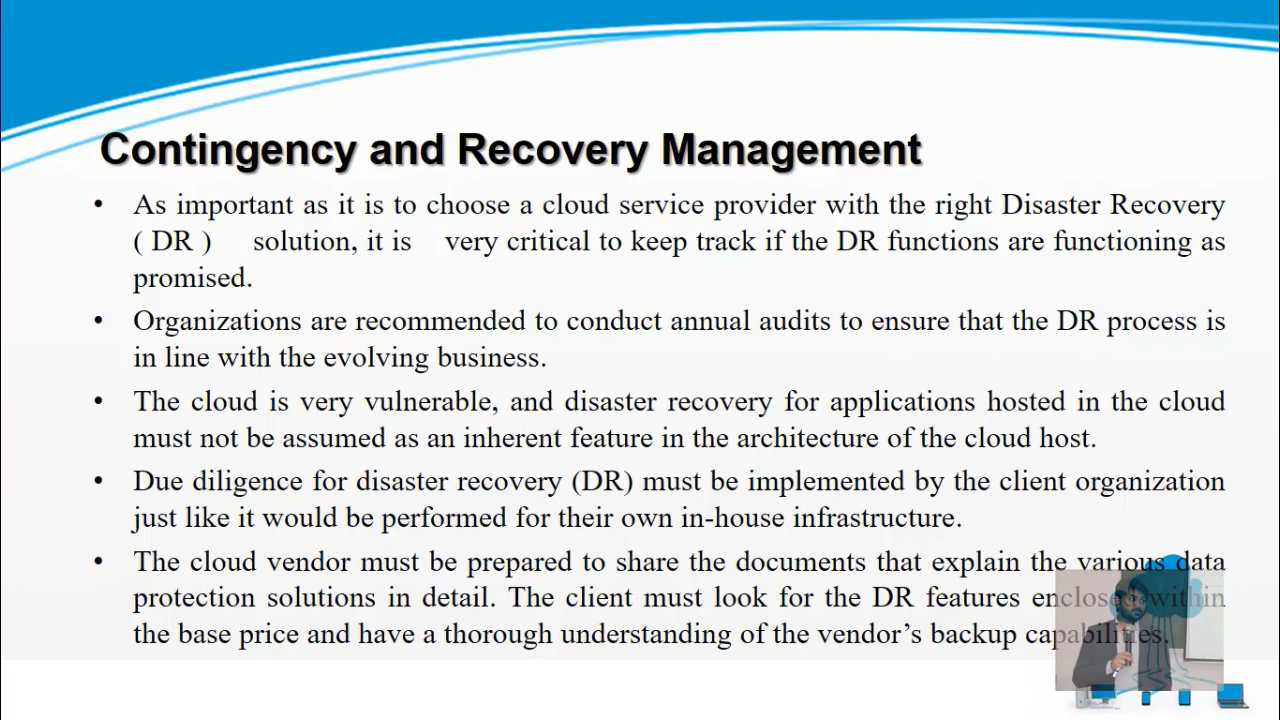 Contingency and Recovery Management
• As important as it is to choose a cloud service provider with the right Disaster Recovery
( DR ) solution, it is very critical to keep track if the DR functions are functioning as
promised.
• Organizations are recommended to conduct annual audits to ensure that the DR process is
in line with the evolving business.
• The cloud is very vulnerable, and disaster recovery for applications hosted in the cloud
must not be assumed as an inherent feature in the architecture of the cloud host.
• Due diligence for disaster recovery (DR) must be implemented by the client organization
just like it would be performed for their own in-house infrastructure.
• The cloud vendor must be prepared to share the documents that explain the various data
protection solutions in detail. The client must look for the DR features enclosed within
the base price and have a thorough understanding of the vendor’s backup capabilities.